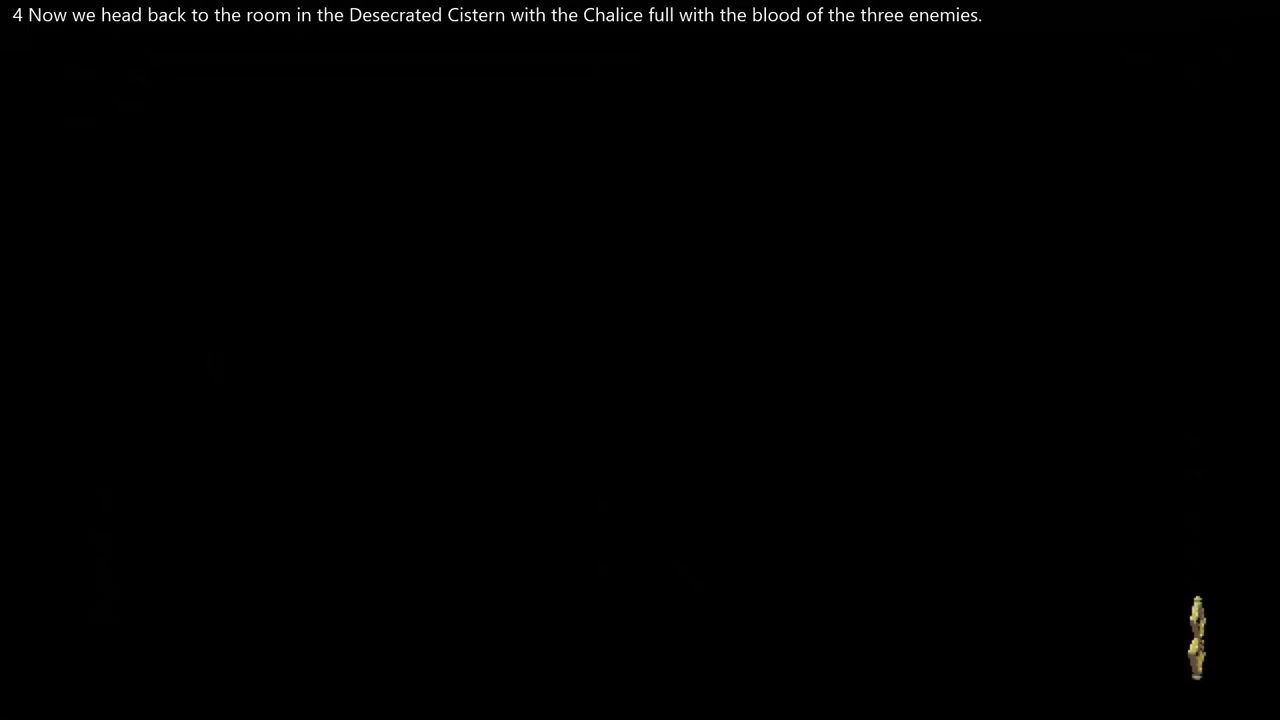 4 Now we head back to the room in the Desecrated Cistern with the Chalice full with the blood of the three enemies.